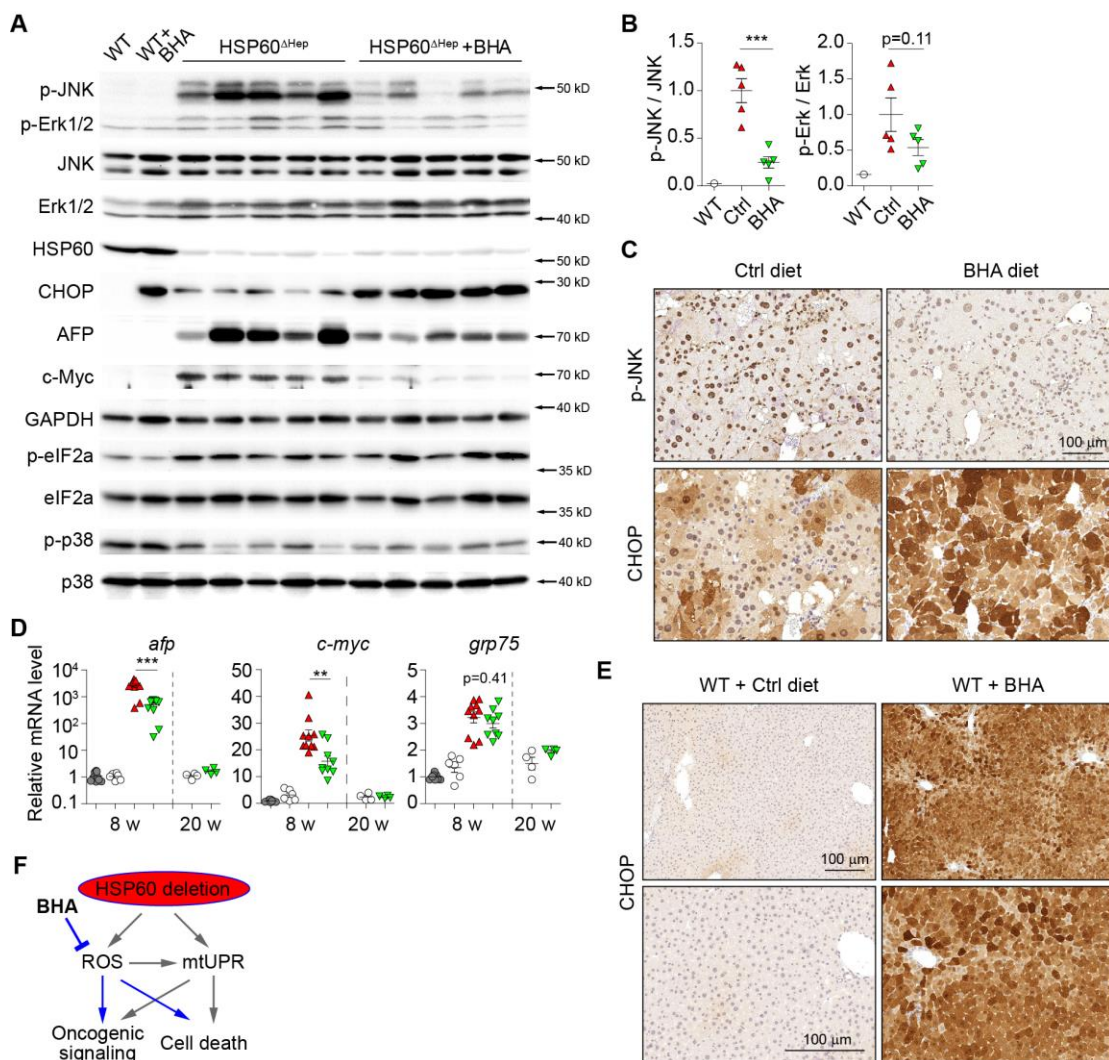 A
WT
WT+
BHA
HSP60ΔHep
HSP60ΔHep +BHA
p-JNK
50 kD
p-Erk1/2
JNK
50 kD
Erk1/2
40 kD
HSP60
50 kD
CHOP
30 kD
AFP
70 kD
c-Myc
70 kD
GAPDH
40 kD
p-eIF2a
35 kD
eIF2a
35 kD
p-p38
40 kD
p38
40 kD
B
p-JNK / JNK
1.5
1.0
0.5
0.0
***
WT
Ctrl
BHA
p-Erk / Erk
2.0
1.5
1.0
0.5
0.0
p=0.11
WT
Ctrl
BHA
C
Ctrl diet
BHA diet
p-JNK
100 µm
CHOP
D
Relative mRNA level
afp
10⁴
10³
10²
10
1
0.1
***
8 w
20 w
c-myc
50
40
30
20
10
0
**
8 w
20 w
grp75
5
4
3
2
1
0
p=0.41
8 w
20 w
E
WT + Ctrl diet
WT + BHA
CHOP
100 µm
100 µm
F
HSP60 deletion
BHA
ROS
mtUPR
Oncogenic
signaling
Cell death